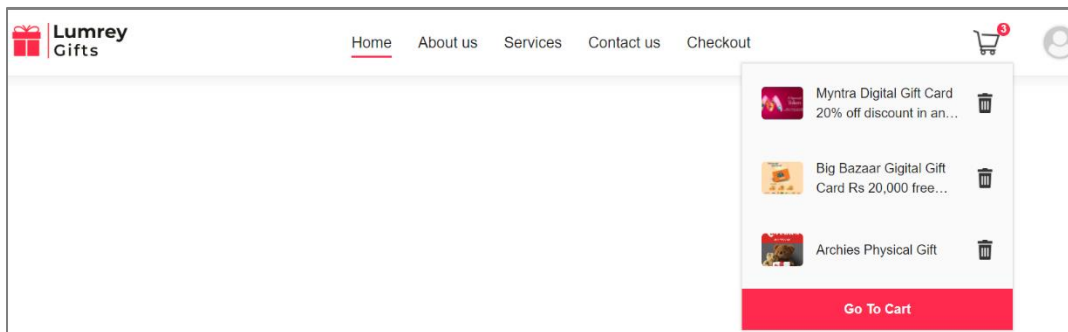 Lumrey
Gifts
Home About us Services Contact us Checkout
3
Myntra Digital Gift Card
20% off discount in an…
Big Bazaar Gigital Gift
Card Rs 20,000 free…
Archies Physical Gift
Go To Cart